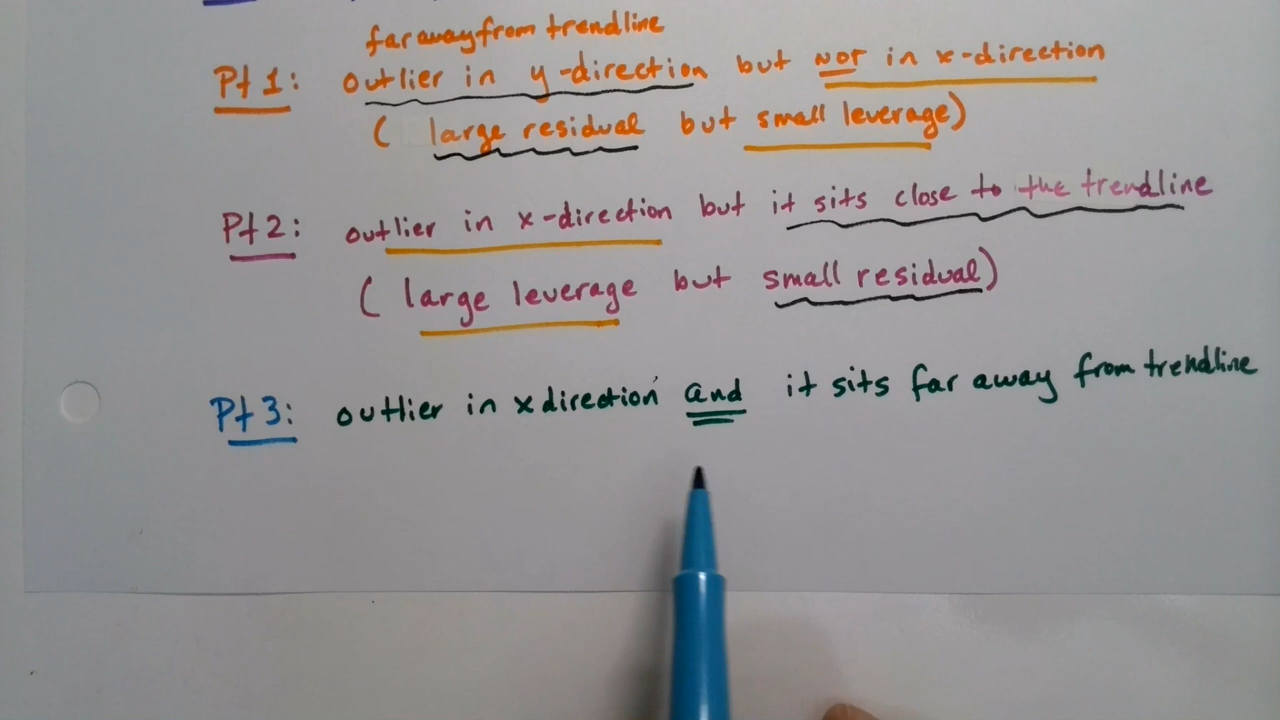 far away from trendline
Pt 1: outlier in y-direction but not in x-direction
( large residual but small leverage)
Pt 2: outlier in x-direction but it sits close to the trendline
( large leverage but small residual)
Pt 3: outlier in x direction and it sits far away from trendline